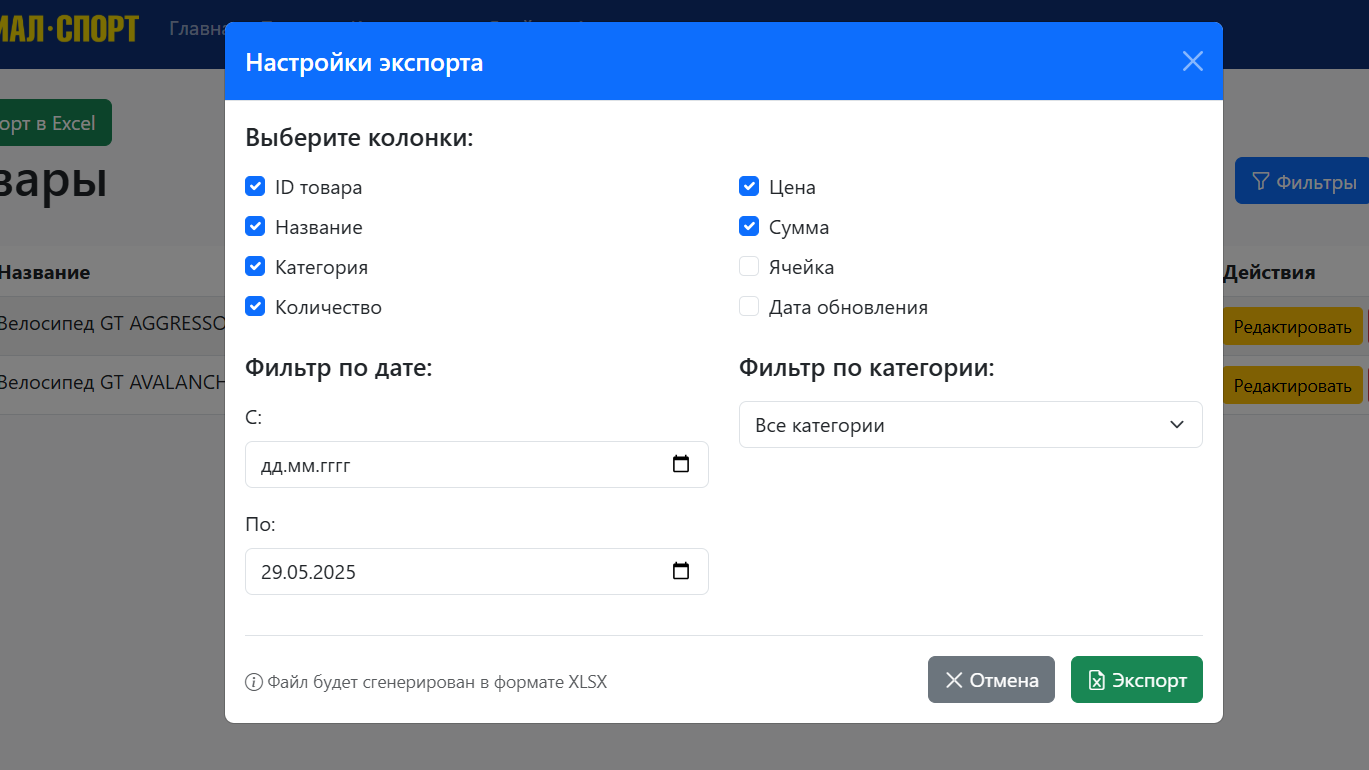 МАЛ·СПОРТ
Настройки экспорта
орт в Excel
вары
Фильтры
Выберите колонки:
ID товара
Цена
Название
Сумма
Категория
Ячейка
Количество
Дата обновления
Название
Действия
Велосипед GT AGGRESSO
Редактировать
Велосипед GT AVALANCH
Редактировать
Фильтр по дате:
Фильтр по категории:
С:
Все категории
дд.мм.гггг
По:
29.05.2025
Файл будет сгенерирован в формате XLSX
Отмена
Экспорт